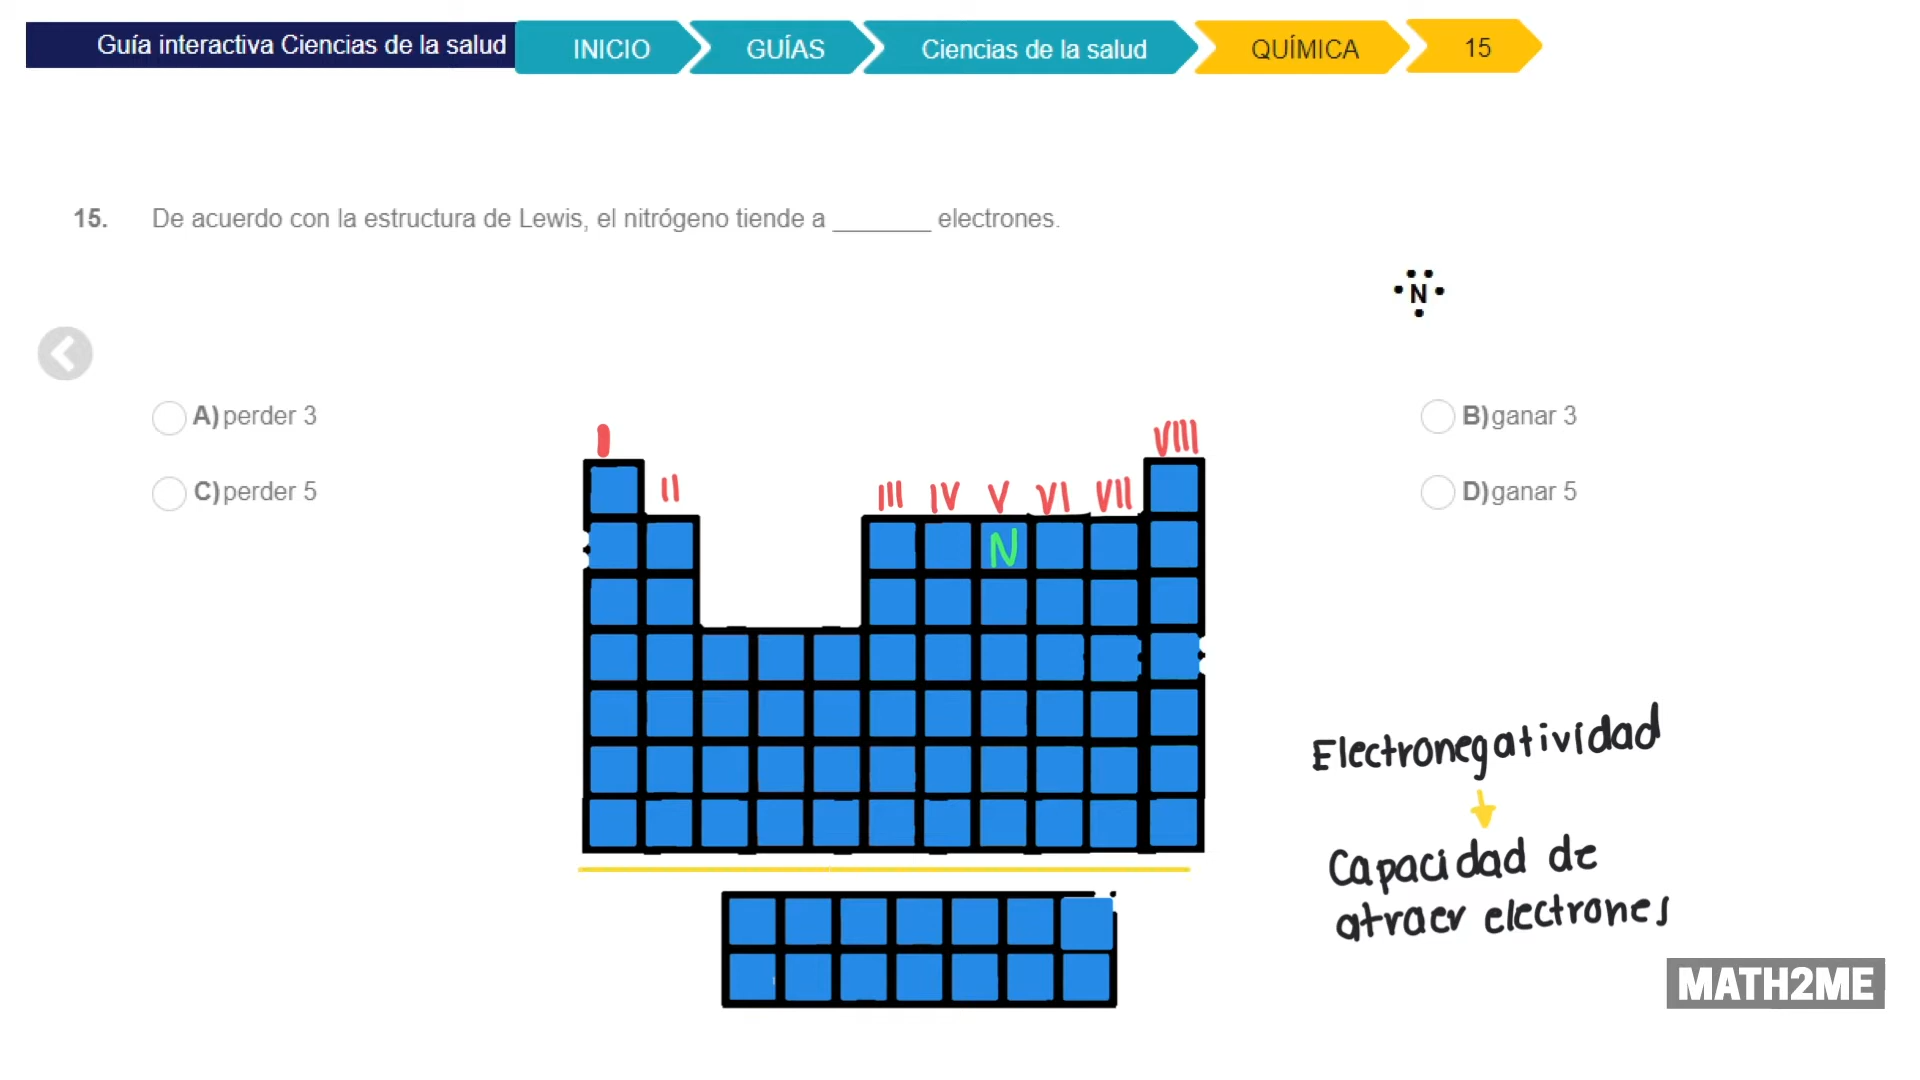 Guía interactiva Ciencias de la salud INICIO GUÍAS Ciencias de la salud QUÍMICA 15
15. De acuerdo con la estructura de Lewis, el nitrógeno tiende a _______ electrones.
N
A) perder 3
B) ganar 3
C) perder 5
D) ganar 5
I VIII
II III IV V VI VII
N
Electronegatividad
Capacidad de
atraer electrones
MATH2ME